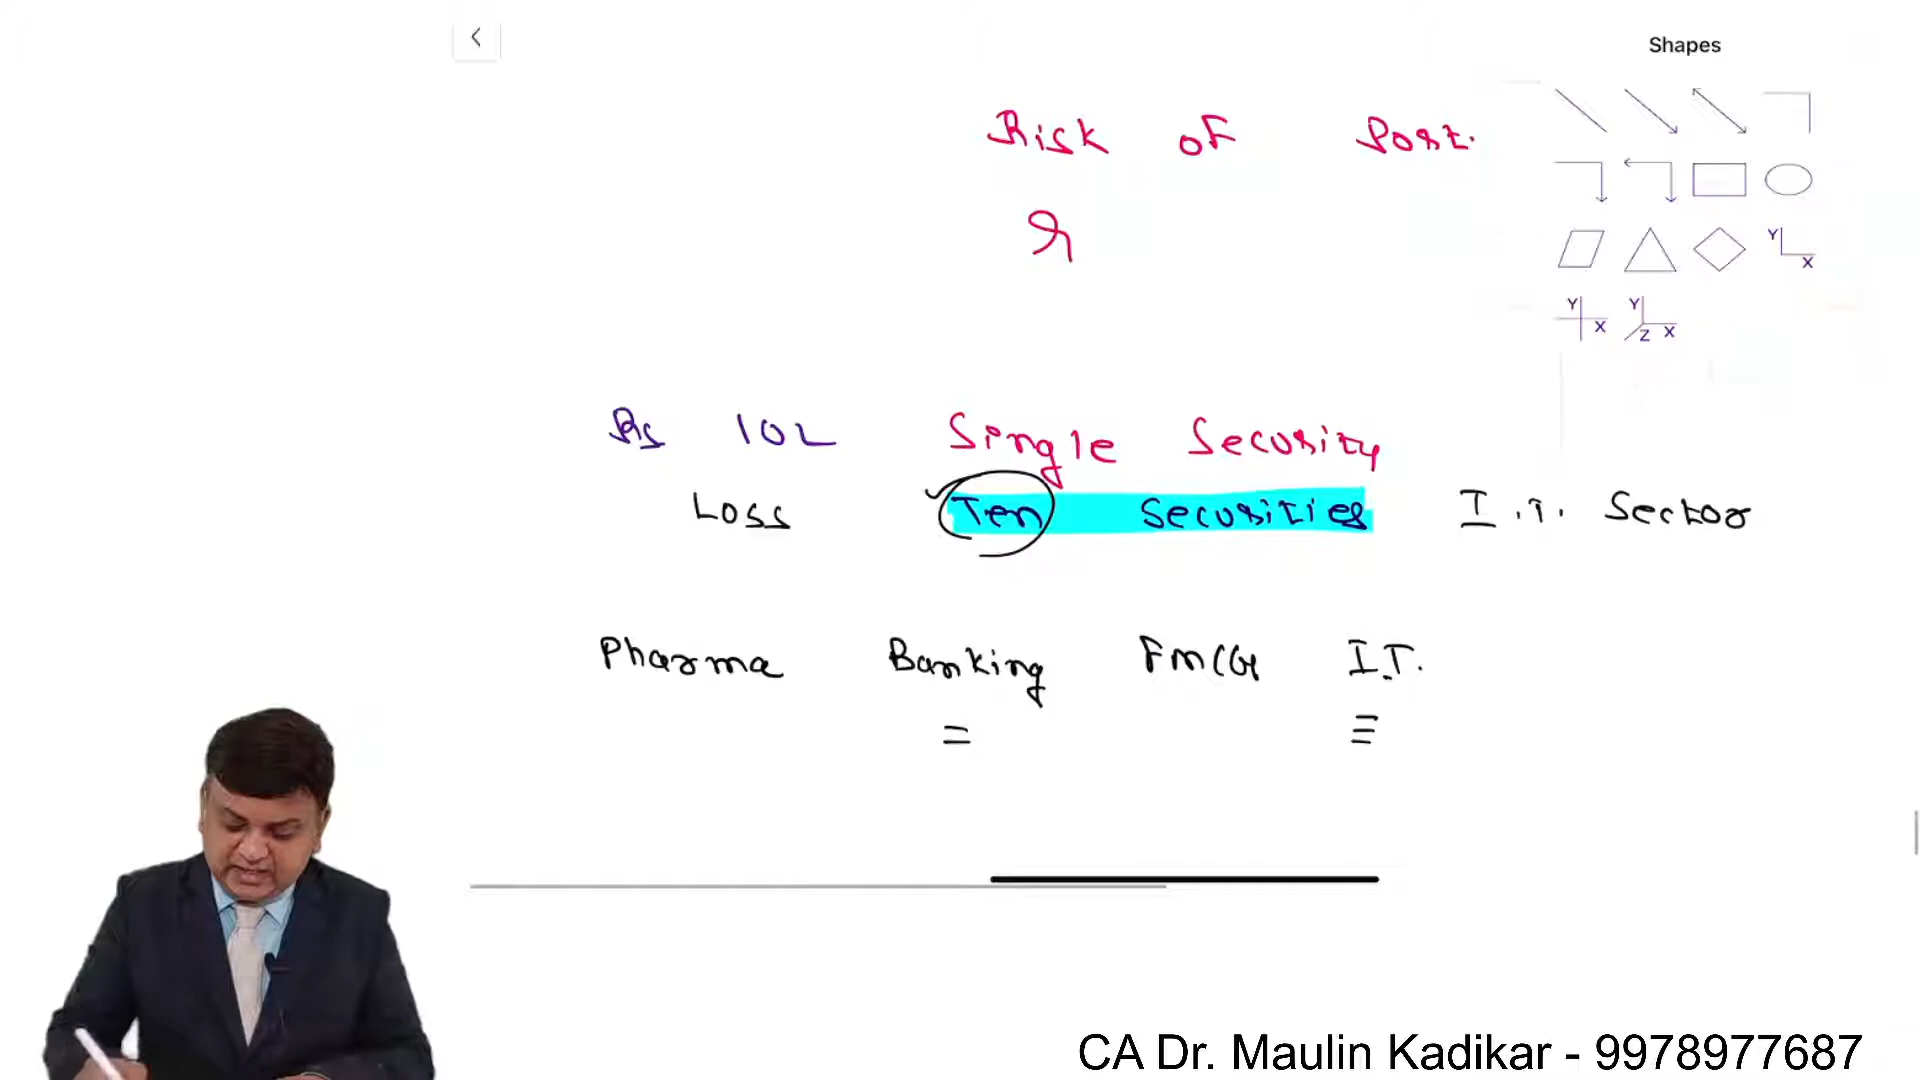 Shapes
Risk of Port.
r
Y X
Y X Y Z X
Rs 10L Single Security
Loss Ten Securities I.T. Sector
Pharma Banking FMCG I.T.
CA Dr. Maulin Kadikar - 9978977687